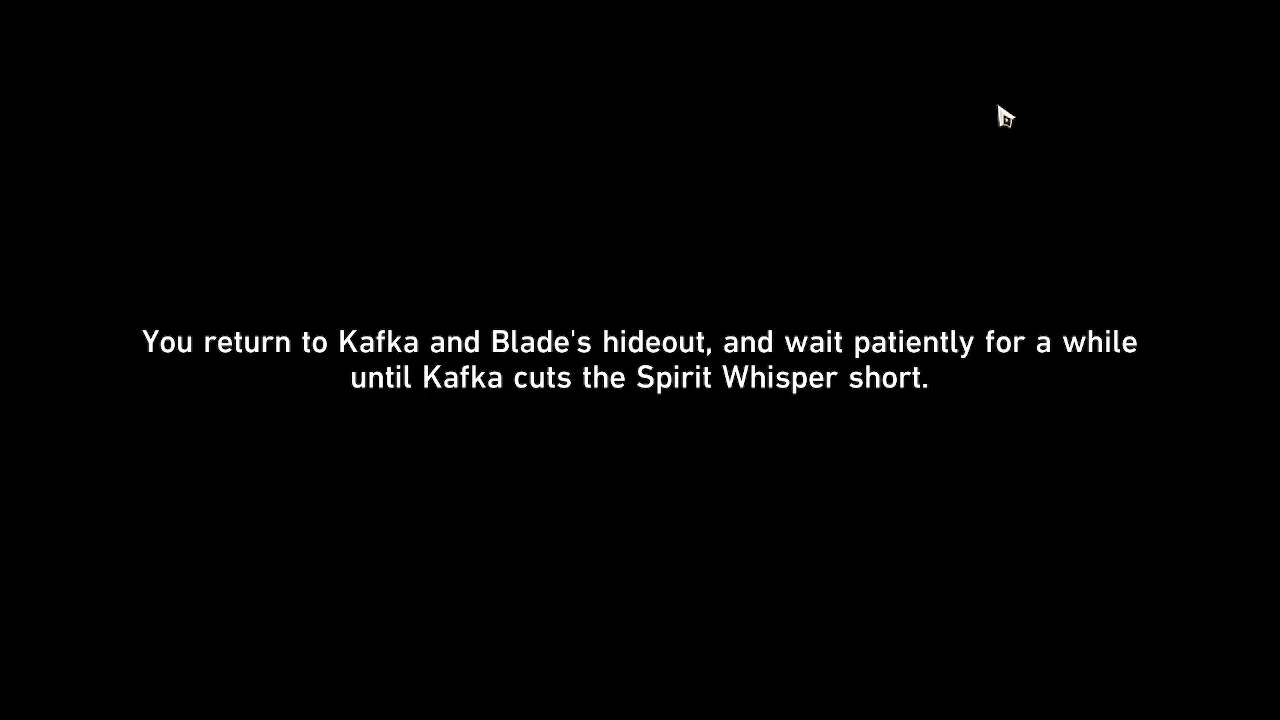 You return to Kafka and Blade's hideout, and wait patiently for a while
until Kafka cuts the Spirit Whisper short.